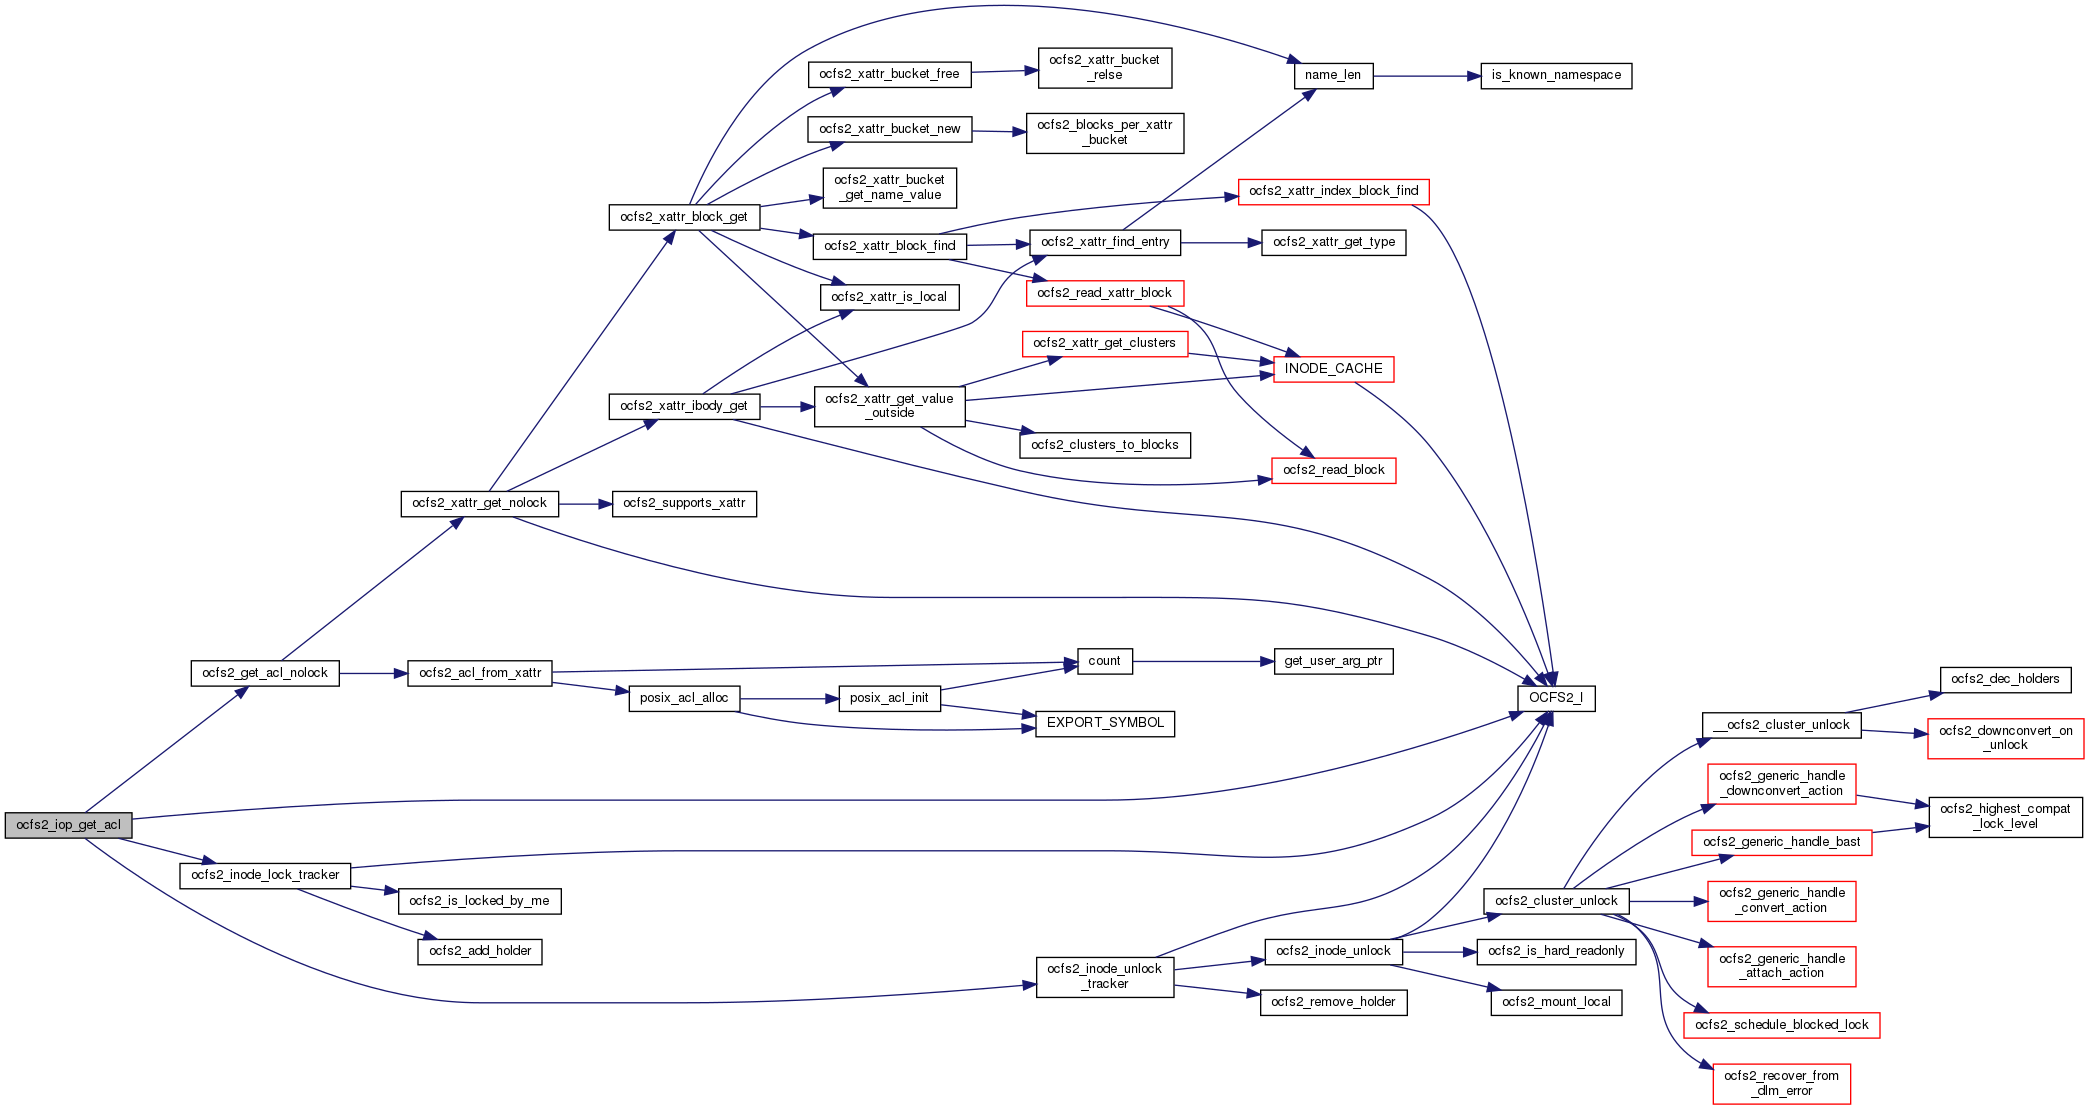 ocfs2_iop_get_acl
ocfs2_get_acl_nolock
ocfs2_inode_lock_tracker
ocfs2_xattr_get_nolock
ocfs2_acl_from_xattr
ocfs2_is_locked_by_me
ocfs2_add_holder
ocfs2_xattr_block_get
ocfs2_xattr_ibody_get
ocfs2_supports_xattr
posix_acl_alloc
ocfs2_xattr_bucket_free
ocfs2_xattr_bucket_new
ocfs2_xattr_bucket
_get_name_value
ocfs2_xattr_block_find
ocfs2_xattr_is_local
ocfs2_xattr_get_value
_outside
posix_acl_init
ocfs2_xattr_bucket
_relse
ocfs2_blocks_per_xattr
_bucket
ocfs2_xattr_find_entry
ocfs2_read_xattr_block
ocfs2_xattr_get_clusters
ocfs2_clusters_to_blocks
count
EXPORT_SYMBOL
ocfs2_inode_unlock
_tracker
name_len
ocfs2_xattr_index_block_find
ocfs2_xattr_get_type
INODE_CACHE
ocfs2_read_block
get_user_arg_ptr
ocfs2_inode_unlock
ocfs2_remove_holder
is_known_namespace
OCFS2_I
ocfs2_cluster_unlock
ocfs2_is_hard_readonly
ocfs2_mount_local
__ocfs2_cluster_unlock
ocfs2_generic_handle
_downconvert_action
ocfs2_generic_handle_bast
ocfs2_generic_handle
_convert_action
ocfs2_generic_handle
_attach_action
ocfs2_schedule_blocked_lock
ocfs2_recover_from
_dlm_error
ocfs2_dec_holders
ocfs2_downconvert_on
_unlock
ocfs2_highest_compat
_lock_level